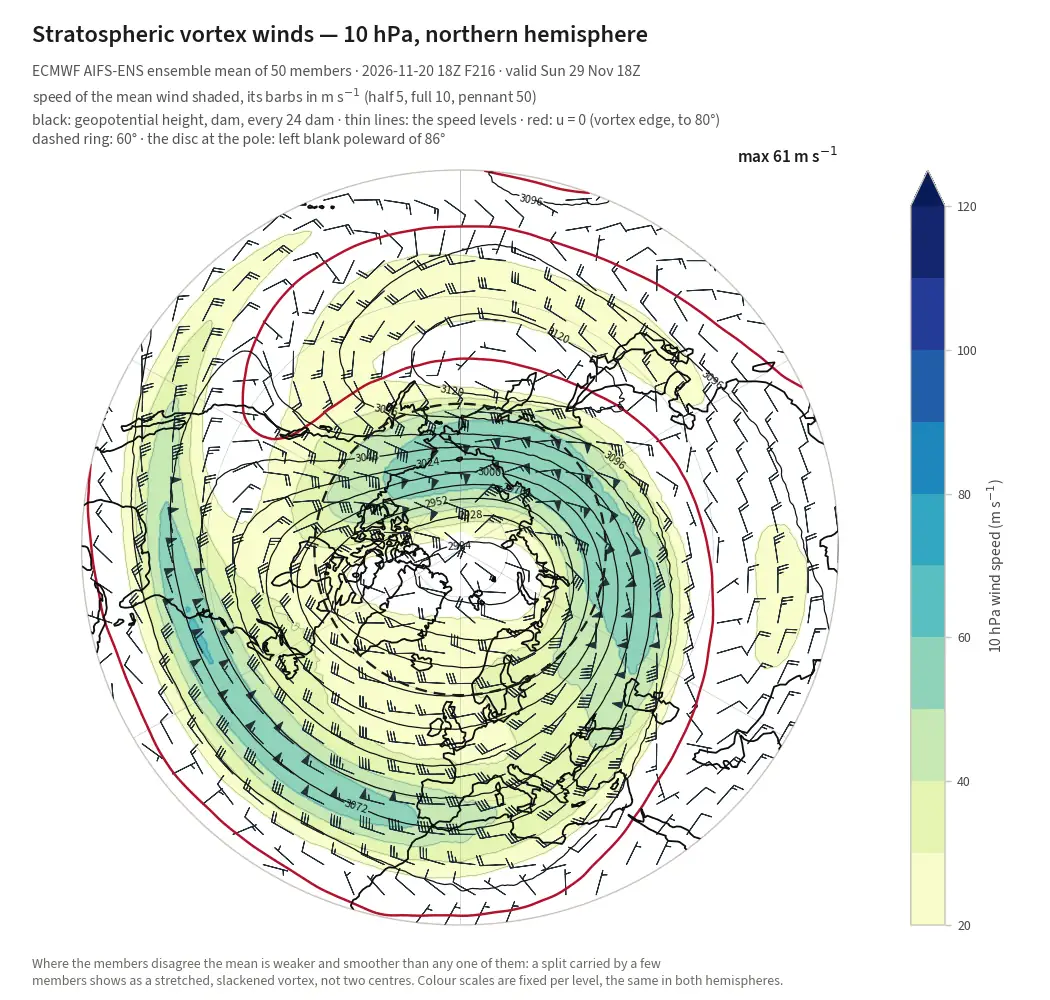 Stratospheric vortex winds — 10 hPa, northern hemisphere
ECMWF AIFS-ENS ensemble mean of 50 members · 2026-11-20 18Z F216 · valid Sun 29 Nov 18Z
speed of the mean wind shaded, its barbs in m s⁻¹ (half 5, full 10, pennant 50)
black: geopotential height, dam, every 24 dam · thin lines: the speed levels · red: u = 0 (vortex edge, to 80°)
dashed ring: 60° · the disc at the pole: left blank poleward of 86°
max 61 m s⁻¹
3096
3120
3096
3120
3096
3024
3000
2952
2928
2904
3072
120
100
80
60
40
20
10 hPa wind speed (m s⁻¹)
Where the members disagree the mean is weaker and smoother than any one of them: a split carried by a few
members shows as a stretched, slackened vortex, not two centres. Colour scales are fixed per level, the same in both hemispheres.